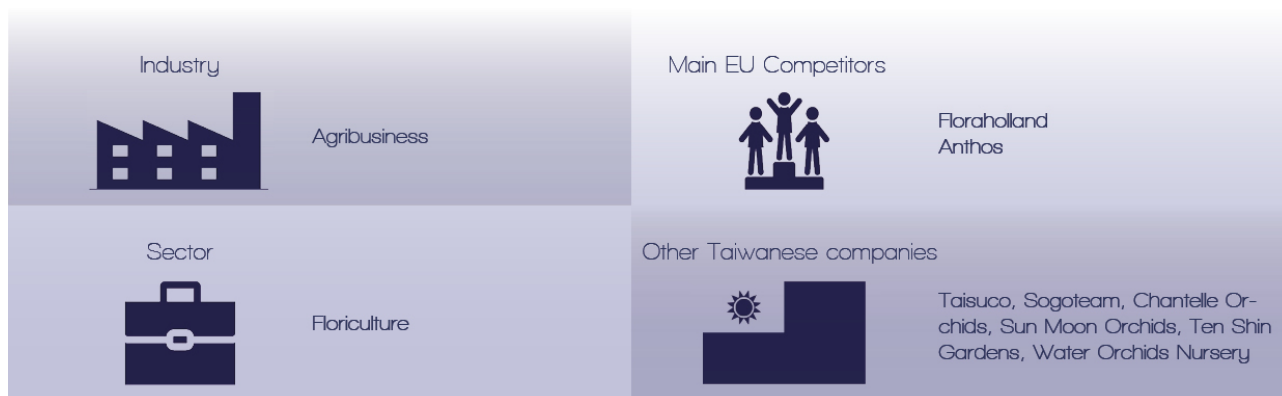 Industry
Agribusiness
Main EU Competitors
Floraholland
Anthos
Sector
Floriculture
Other Taiwanese companies
Taisuco, Sogoteam, Chantelle Or-
chids, Sun Moon Orchids, Ten Shin
Gardens, Water Orchids Nursery